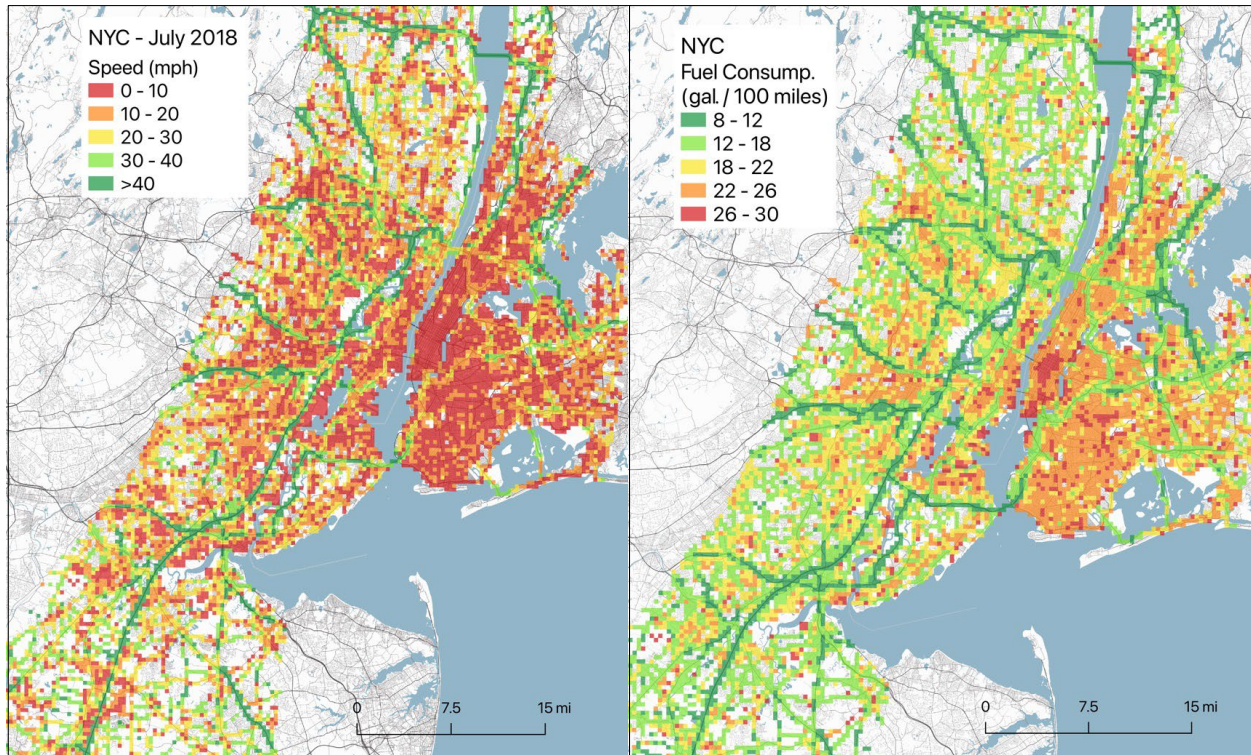 NYC - July 2018
Speed (mph)
0 - 10
10 - 20
20 - 30
30 - 40
>40
0
7.5
15 mi
NYC
Fuel Consump.
(gal. / 100 miles)
8 - 12
12 - 18
18 - 22
22 - 26
26 - 30
0
7.5
15 mi